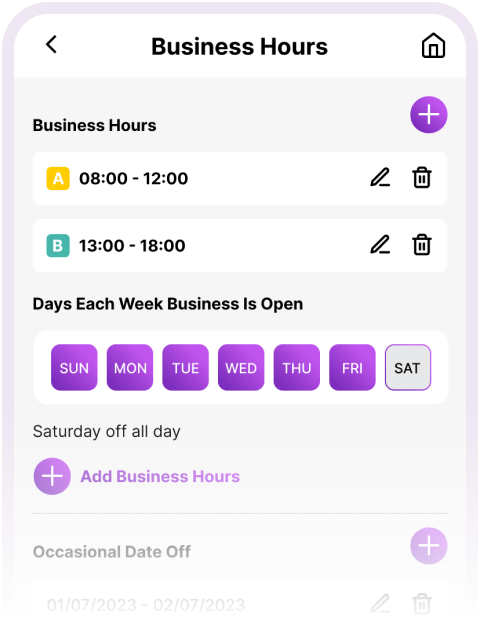 Business Hours
Business Hours
A 08:00 - 12:00
B 13:00 - 18:00
Days Each Week Business Is Open
SUN MON TUE WED THU FRI SAT
Saturday off all day
Add Business Hours
Occasional Date Off
01/07/2023 - 02/07/2023